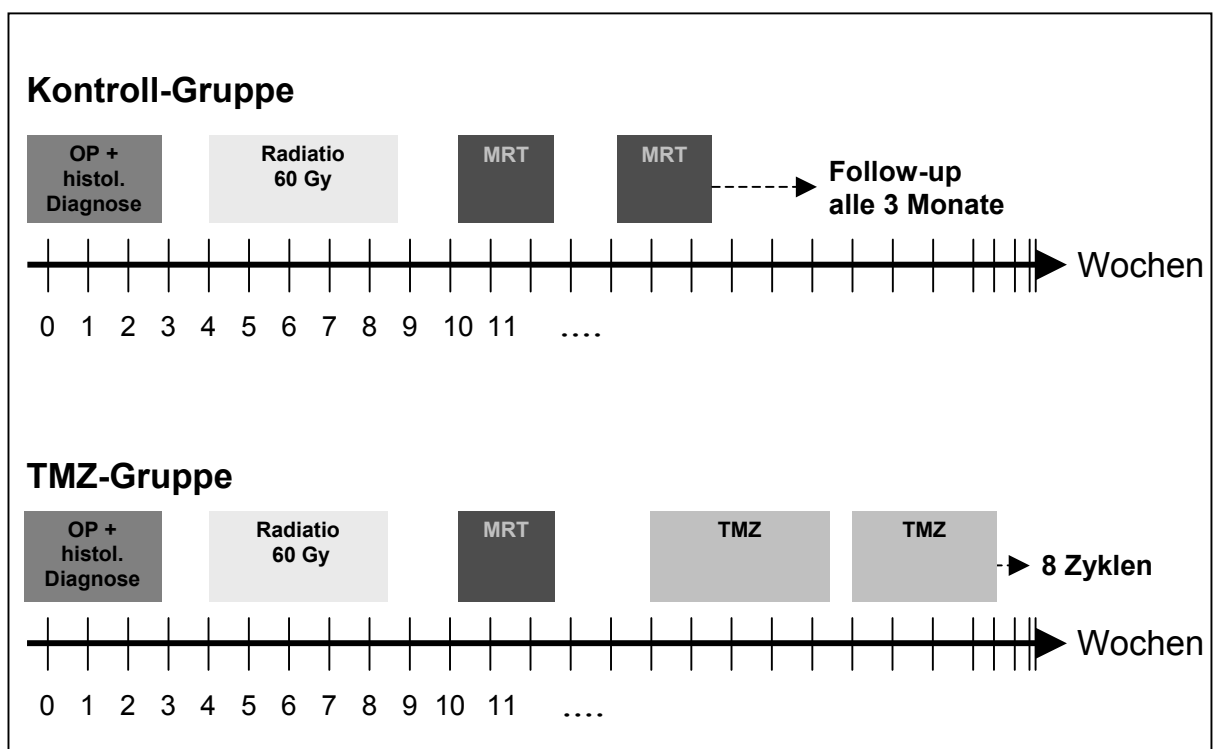 Kontroll-Gruppe
OP +
histol.
Diagnose
Radiatio
60 Gy
MRT
MRT
Follow-up
alle 3 Monate
Wochen
0 1 2 3 4 5 6 7 8 9 10 11 ....
TMZ-Gruppe
OP +
histol.
Diagnose
Radiatio
60 Gy
MRT
TMZ
TMZ
8 Zyklen
Wochen
0 1 2 3 4 5 6 7 8 9 10 11 ....